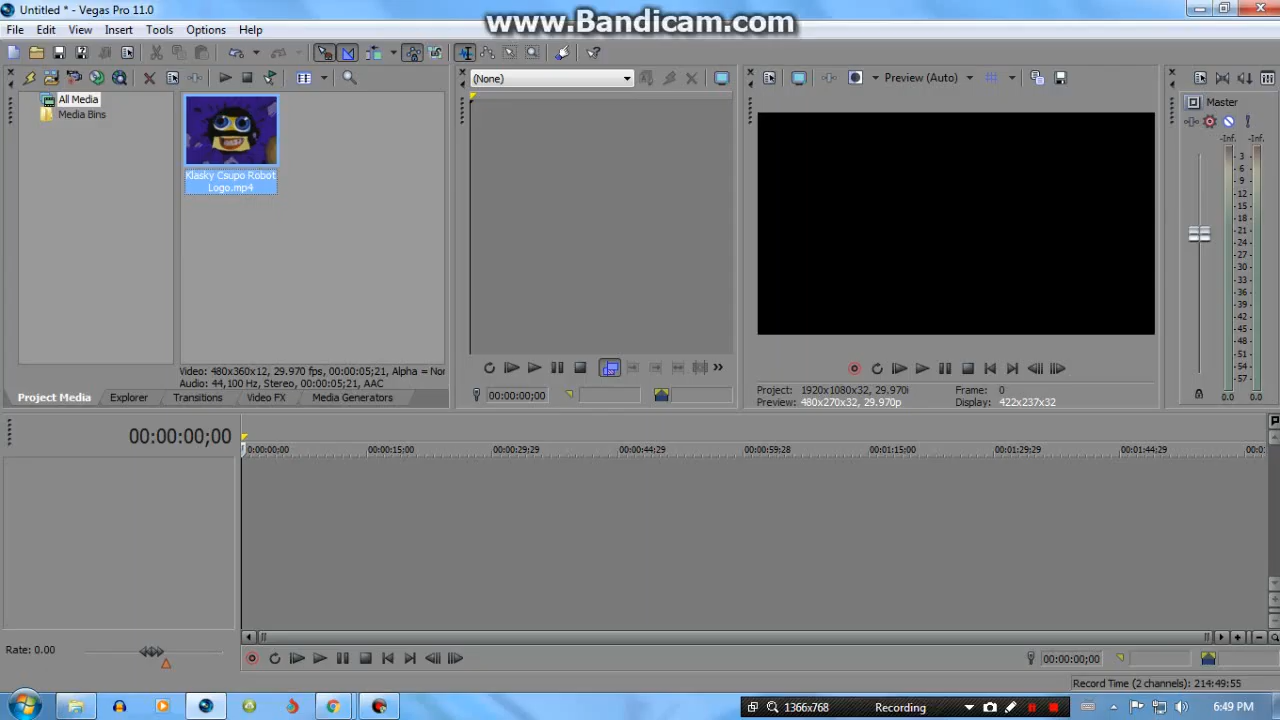 Untitled * - Vegas Pro 11.0
www.Bandicam.com
File Edit View Insert Tools Options Help
(None)
Preview (Auto)
All Media
Media Bins
Klasky Csupo Robot
Logo.mp4
Master
-Inf. -Inf.
3
6
9
12
15
18
21
24
27
30
33
36
39
42
45
48
51
54
57
0.0 0.0
Video: 480x360x12, 29.970 fps, 00:00:05;21, Alpha = Nor
Audio: 44,100 Hz, Stereo, 00:00:05;21, AAC
Project Media Explorer Transitions Video FX Media Generators
00:00:00;00
Project: 1920x1080x32, 29.970i
Preview: 480x270x32, 29.970p
Frame: 0
Display: 422x237x32
00:00:00;00
0:00:00;00 00:00:15;00 00:00:29;29 00:00:44;29 00:00:59;28 00:01:15;00 00:01:29;29 00:01:44;29 00:0
Rate: 0.00
00:00:00;00
Record Time (2 channels): 214:49:55
1366x768 Recording
6:49 PM